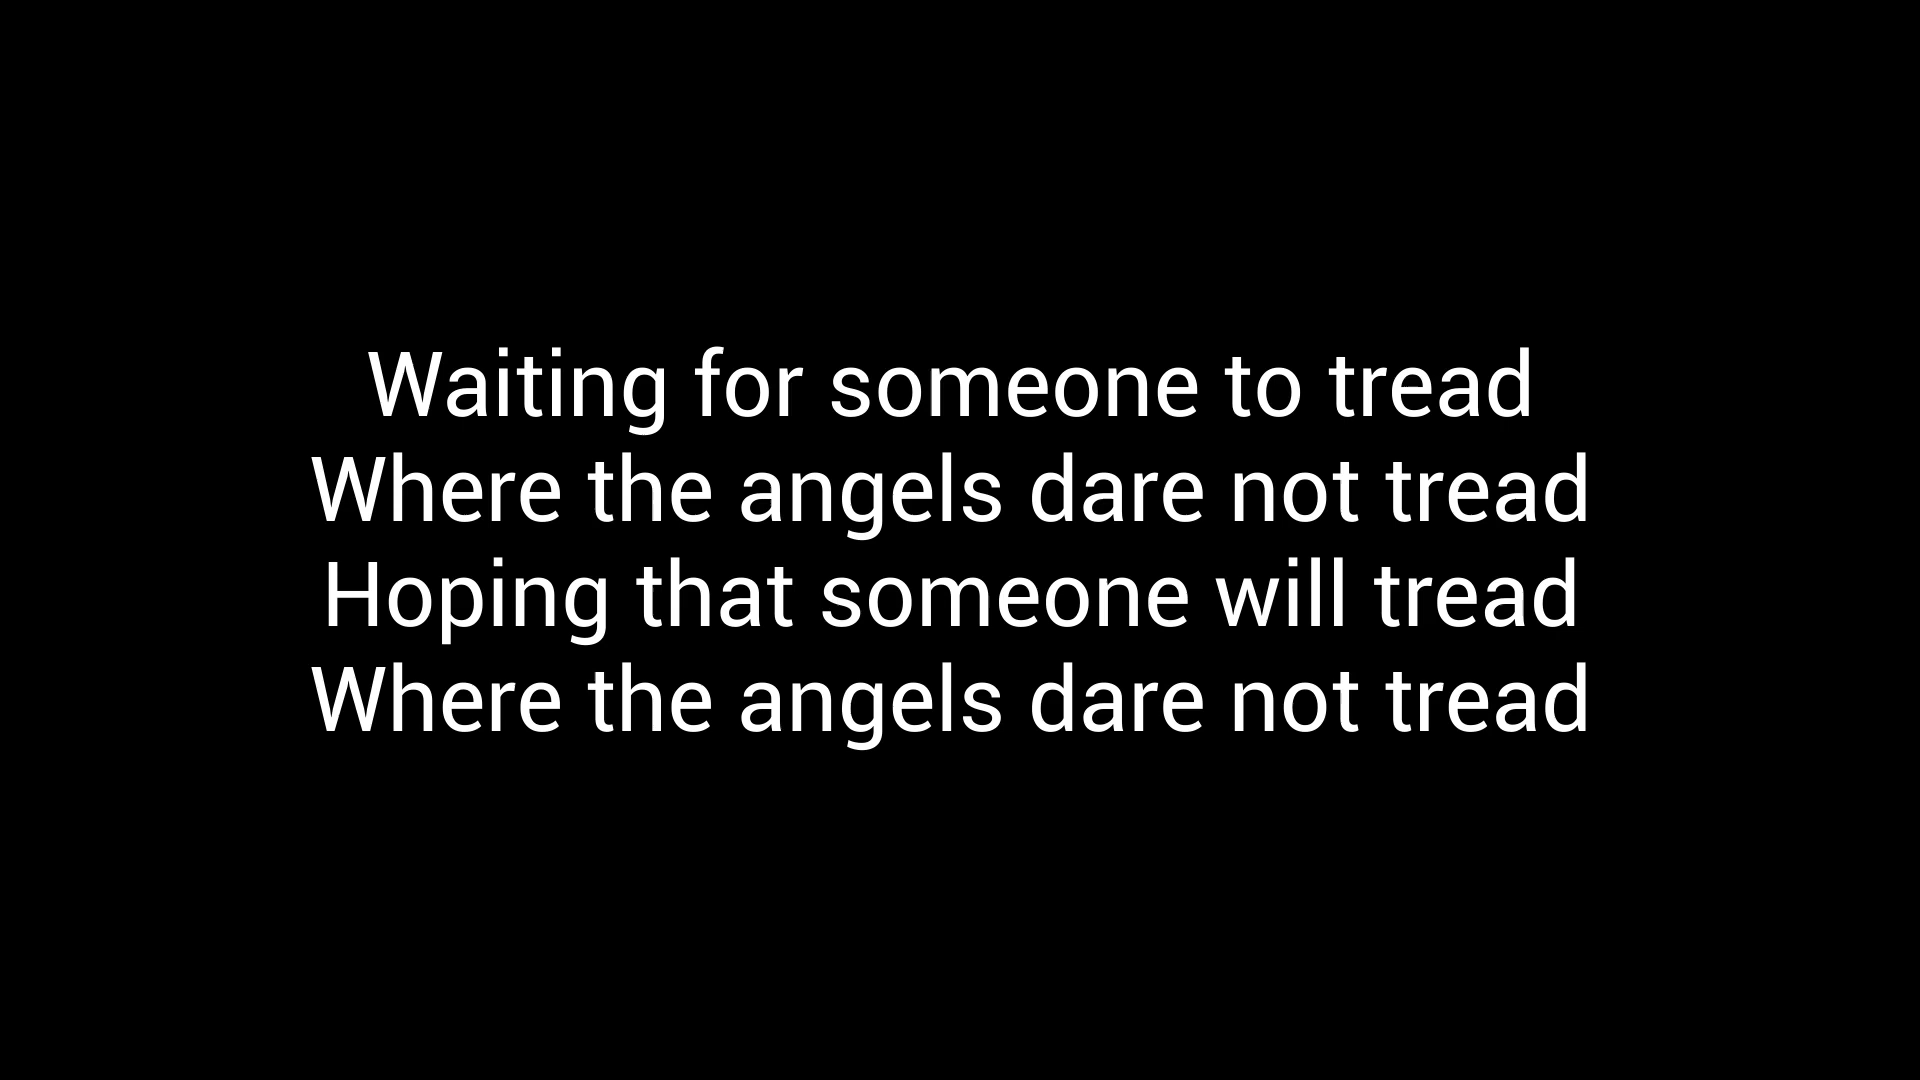 Waiting for someone to tread
Where the angels dare not tread
Hoping that someone will tread
Where the angels dare not tread